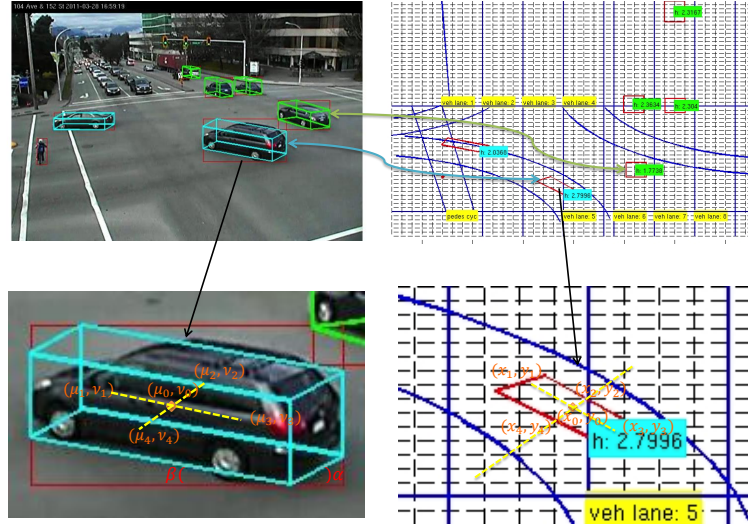 104 Ave & 152 St 2011-03-28 16:59:19
h: 2.3167
veh lane: 1 veh lane: 2 veh lane: 3 veh lane: 4
h: 2.3634 h: 2.304
h: 2.0366
h: 1.7738
h: 2.7996
pedes cyc veh lane: 5 veh lane: 6 veh lane: 7 veh lane: 8
(μ₂, ν₂)
(μ₁, ν₁) (μ₀, ν₀)
(μ₃, ν₃)
(μ₄, ν₄)
β( )α
(x₁, y₁)
(x₂, y₂)
(x₀, y₀)
(x₄, y₄) (x₃, y₃)
h: 2.7996
veh lane: 5